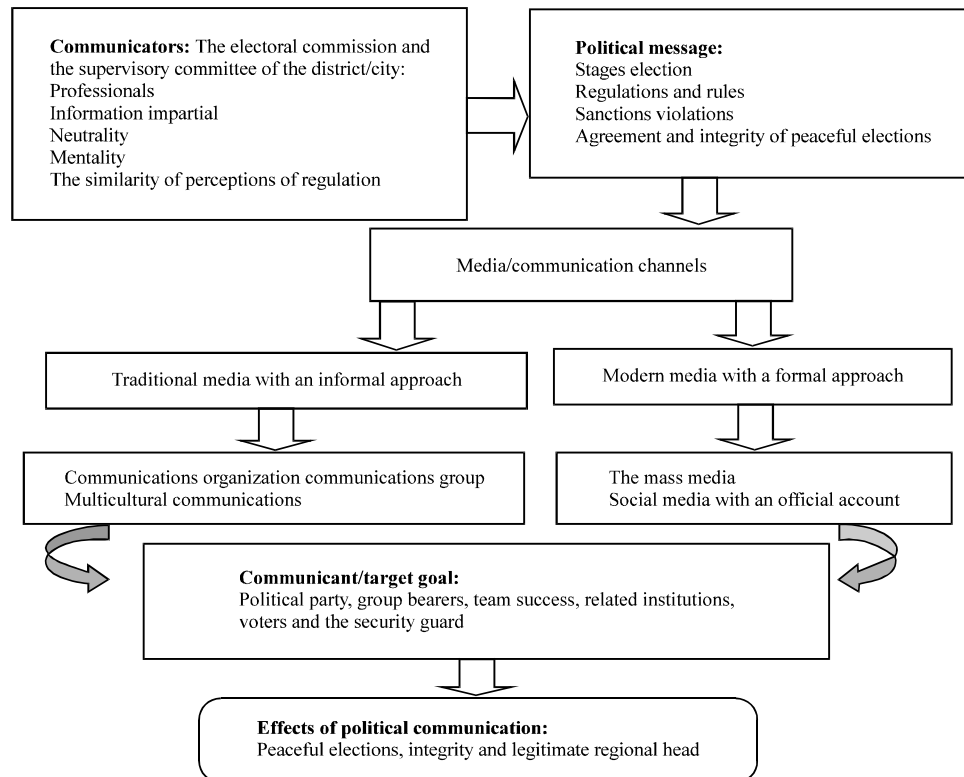 Communicators: The electoral commission and
the supervisory committee of the district/city:
Professionals
Information impartial
Neutrality
Mentality
The similarity of perceptions of regulation
Political message:
Stages election
Regulations and rules
Sanctions violations
Agreement and integrity of peaceful elections
Media/communication channels
Traditional media with an informal approach
Modern media with a formal approach
Communications organization communications group
Multicultural communications
The mass media
Social media with an official account
Communicant/target goal:
Political party, group bearers, team success, related institutions,
voters and the security guard
Effects of political communication:
Peaceful elections, integrity and legitimate regional head